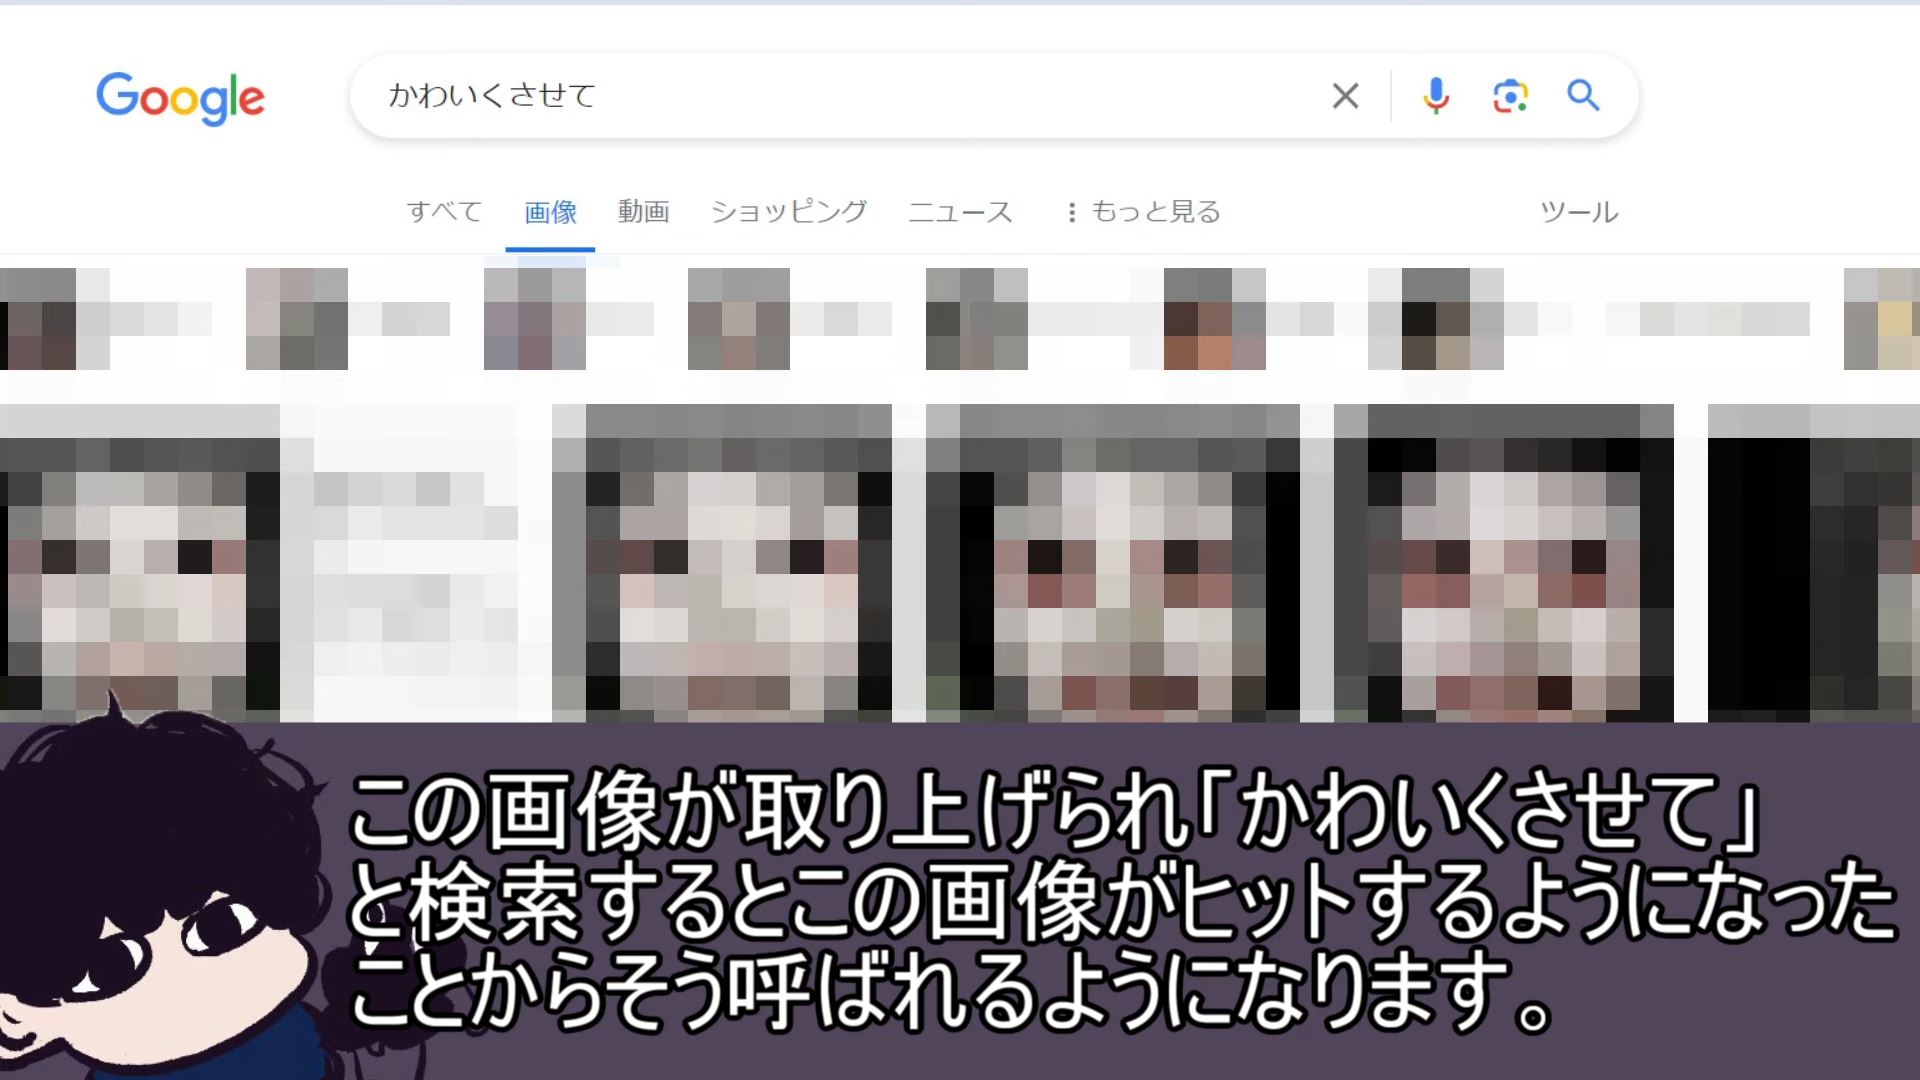 Google
かわいくさせて
すべて 画像 動画 ショッピング ニュース もっと見る ツール
この画像が取り上げられ「かわいくさせて」
と検索するとこの画像がヒットするようになった
ことからそう呼ばれるようになります。